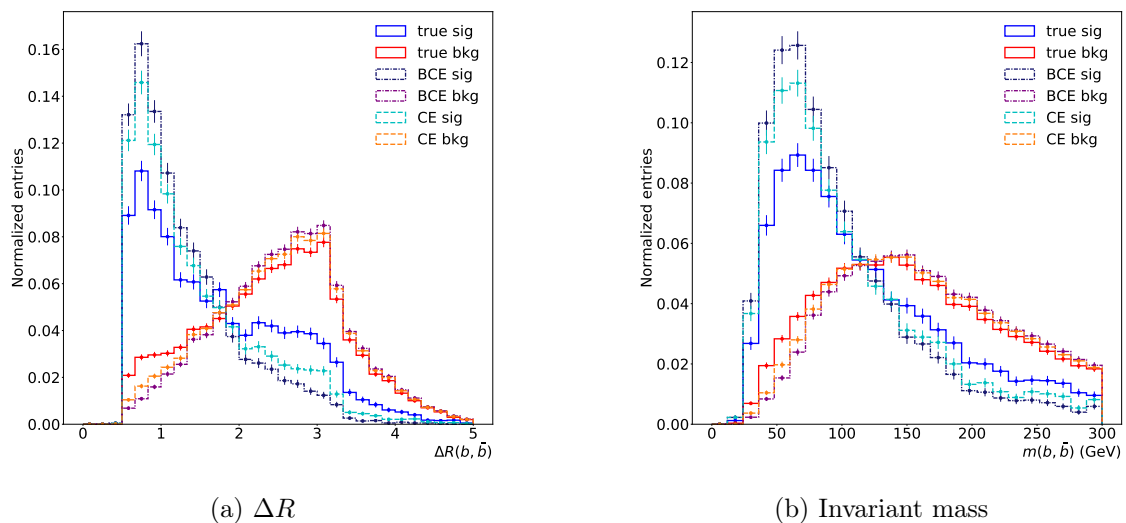 Normalized entries
0.16
0.14
0.12
0.10
0.08
0.06
0.04
0.02
0.00
true sig
true bkg
BCE sig
BCE bkg
CE sig
CE bkg
0 1 2 3 4 5
ΔR(b, b̄)
(a) ΔR
Normalized entries
0.12
0.10
0.08
0.06
0.04
0.02
0.00
true sig
true bkg
BCE sig
BCE bkg
CE sig
CE bkg
0 50 100 150 200 250 300
m(b, b̄) (GeV)
(b) Invariant mass